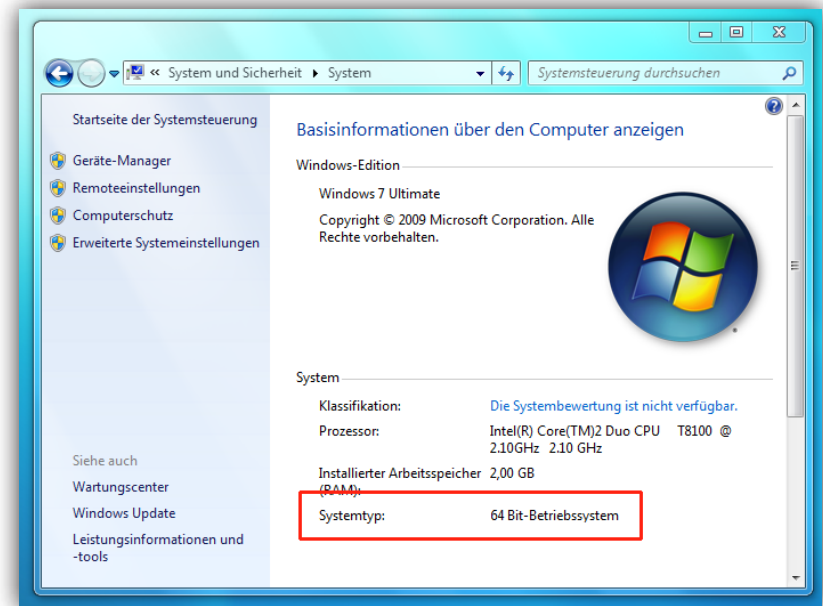 « System und Sicherheit ▸ System
Systemsteuerung durchsuchen
Startseite der Systemsteuerung
Geräte-Manager
Remoteeinstellungen
Computerschutz
Erweiterte Systemeinstellungen
Siehe auch
Wartungscenter
Windows Update
Leistungsinformationen und
-tools
Basisinformationen über den Computer anzeigen
Windows-Edition
Windows 7 Ultimate
Copyright © 2009 Microsoft Corporation. Alle
Rechte vorbehalten.
System
Klassifikation: Die Systembewertung ist nicht verfügbar.
Prozessor: Intel(R) Core(TM)2 Duo CPU T8100 @
2.10GHz 2.10 GHz
Installierter Arbeitsspeicher 2,00 GB
(RAM):
Systemtyp: 64 Bit-Betriebssystem